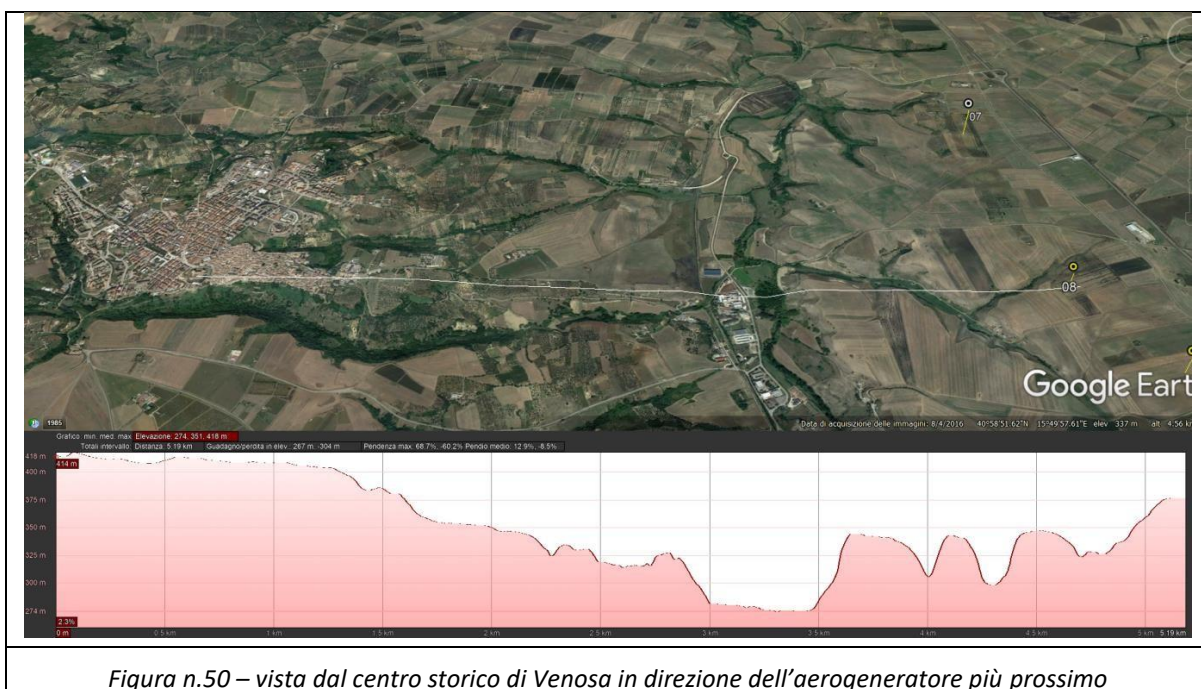 07
08-
Google Eart
1985
Data di acquisizione delle immagini: 8/4/2016 40°58'51.62"N 15°49'57.61"E elev 337 m alt 4.56 km
Grafico min. med. max Elevazione: 274, 351, 418 m
Totali intervallo: Distanza: 5.19 km Guadagno/perdita in elev.: 267 m, -304 m Pendenza max: 68.7%, -60.2% Pendio medio: 12.9%, -8.5%
418 m
414 m
400 m
375 m
350 m
325 m
300 m
274 m
2.3%
0 m 0.5 km 1 km 1.5 km 2 km 2.5 km 3 km 3.5 km 4 km 4.5 km 5 km 5.19 km
Figura n.50 – vista dal centro storico di Venosa in direzione dell'aerogeneratore più prossimo